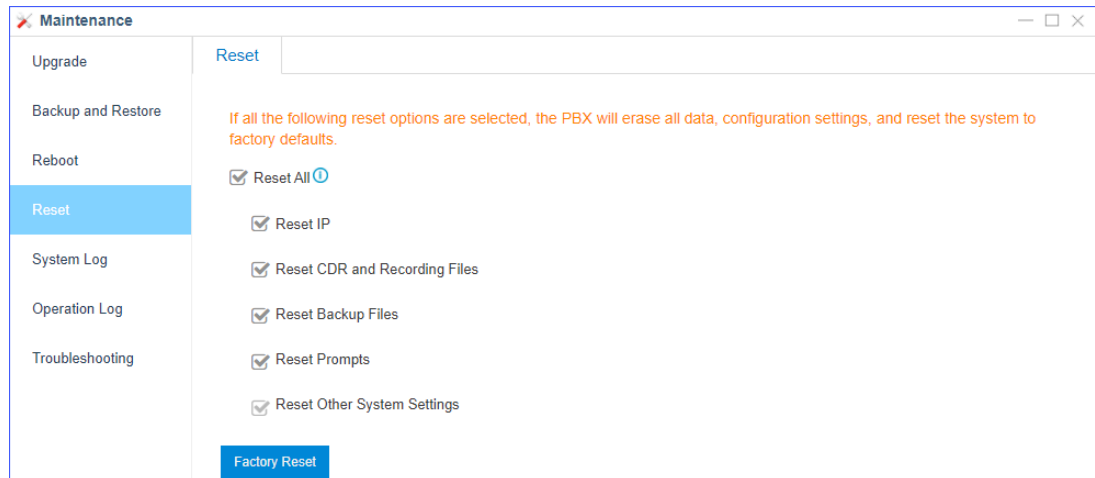 Maintenance
Upgrade
Backup and Restore
Reboot
Reset
System Log
Operation Log
Troubleshooting
Reset
If all the following reset options are selected, the PBX will erase all data, configuration settings, and reset the system to
factory defaults.
Reset All
Reset IP
Reset CDR and Recording Files
Reset Backup Files
Reset Prompts
Reset Other System Settings
Factory Reset